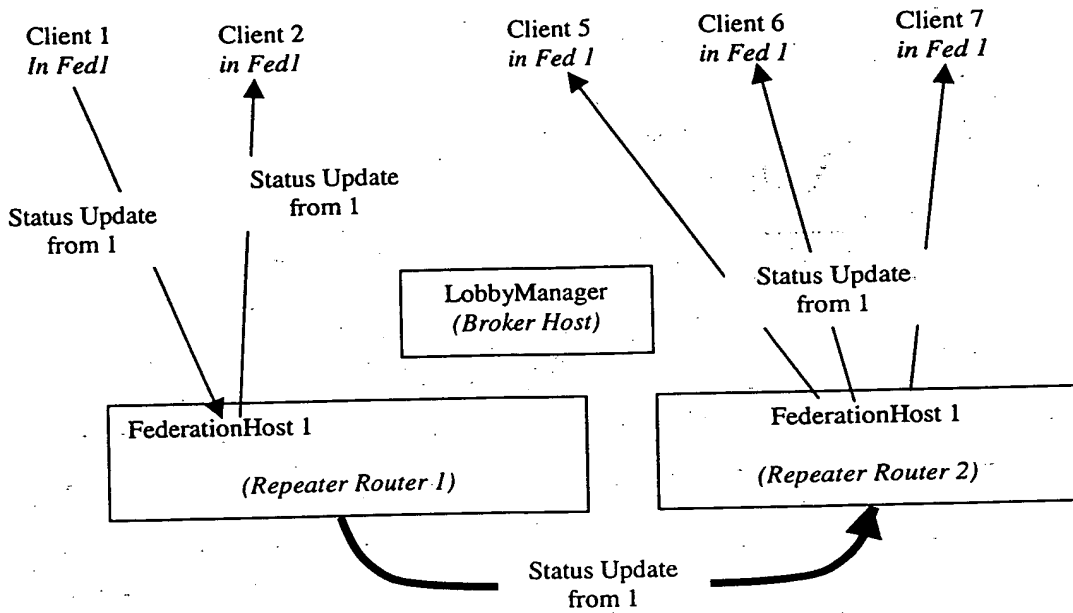 Client 1
In Fed1
Client 2
in Fed1
Client 5
in Fed 1
Client 6
in Fed 1
Client 7
in Fed 1
Status Update
from 1
Status Update
from 1
Status Update
from 1
LobbyManager
(Broker Host)
FederationHost 1
(Repeater Router 1)
FederationHost 1
(Repeater Router 2)
Status Update
from 1